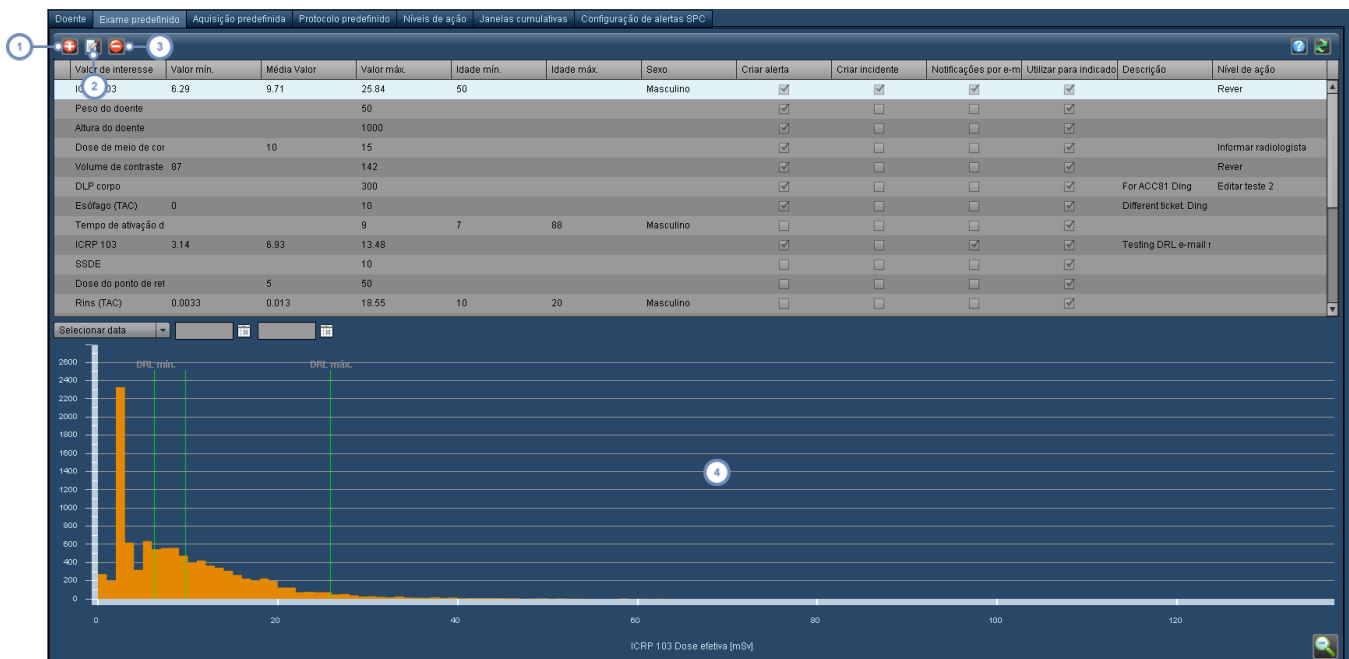 Doente Exame predefinido Aquisição predefinida Protocolo predefinido Níveis de ação Janelas cumulativas Configuração de alertas SPC
1 3
2
Valor de interesse Valor mín. Média Valor Valor máx. Idade mín. Idade máx. Sexo Criar alerta Criar incidente Notificações por e-m Utilizar para indicado Descrição Nível de ação
03 6.29 9.71 25.84 50 Masculino Rever
Peso do doente 50
Altura do doente 1000
Dose de meio de cor 10 15 Informar radiologista
Volume de contraste 87 142 Rever
DLP corpo 300 For ACC81 Ding Editar teste 2
Esófago (TAC) 0 10 Different ticket. Ding
Tempo de ativação d 9 7 88 Masculino
ICRP 103 3.14 6.93 13.48 Testing DRL e-mail r
SSDE 10
Dose do ponto de ref 5 50
Rins (TAC) 0.0033 0.013 18.55 10 20 Masculino
Selecionar data
DRL mín. DRL máx.
2600
2400
2200
2000
1800
1600
1400
1200
1000
800
600
400
200
0
4
0 20 40 60 80 100 120
ICRP 103 Dose efetiva [mSv]